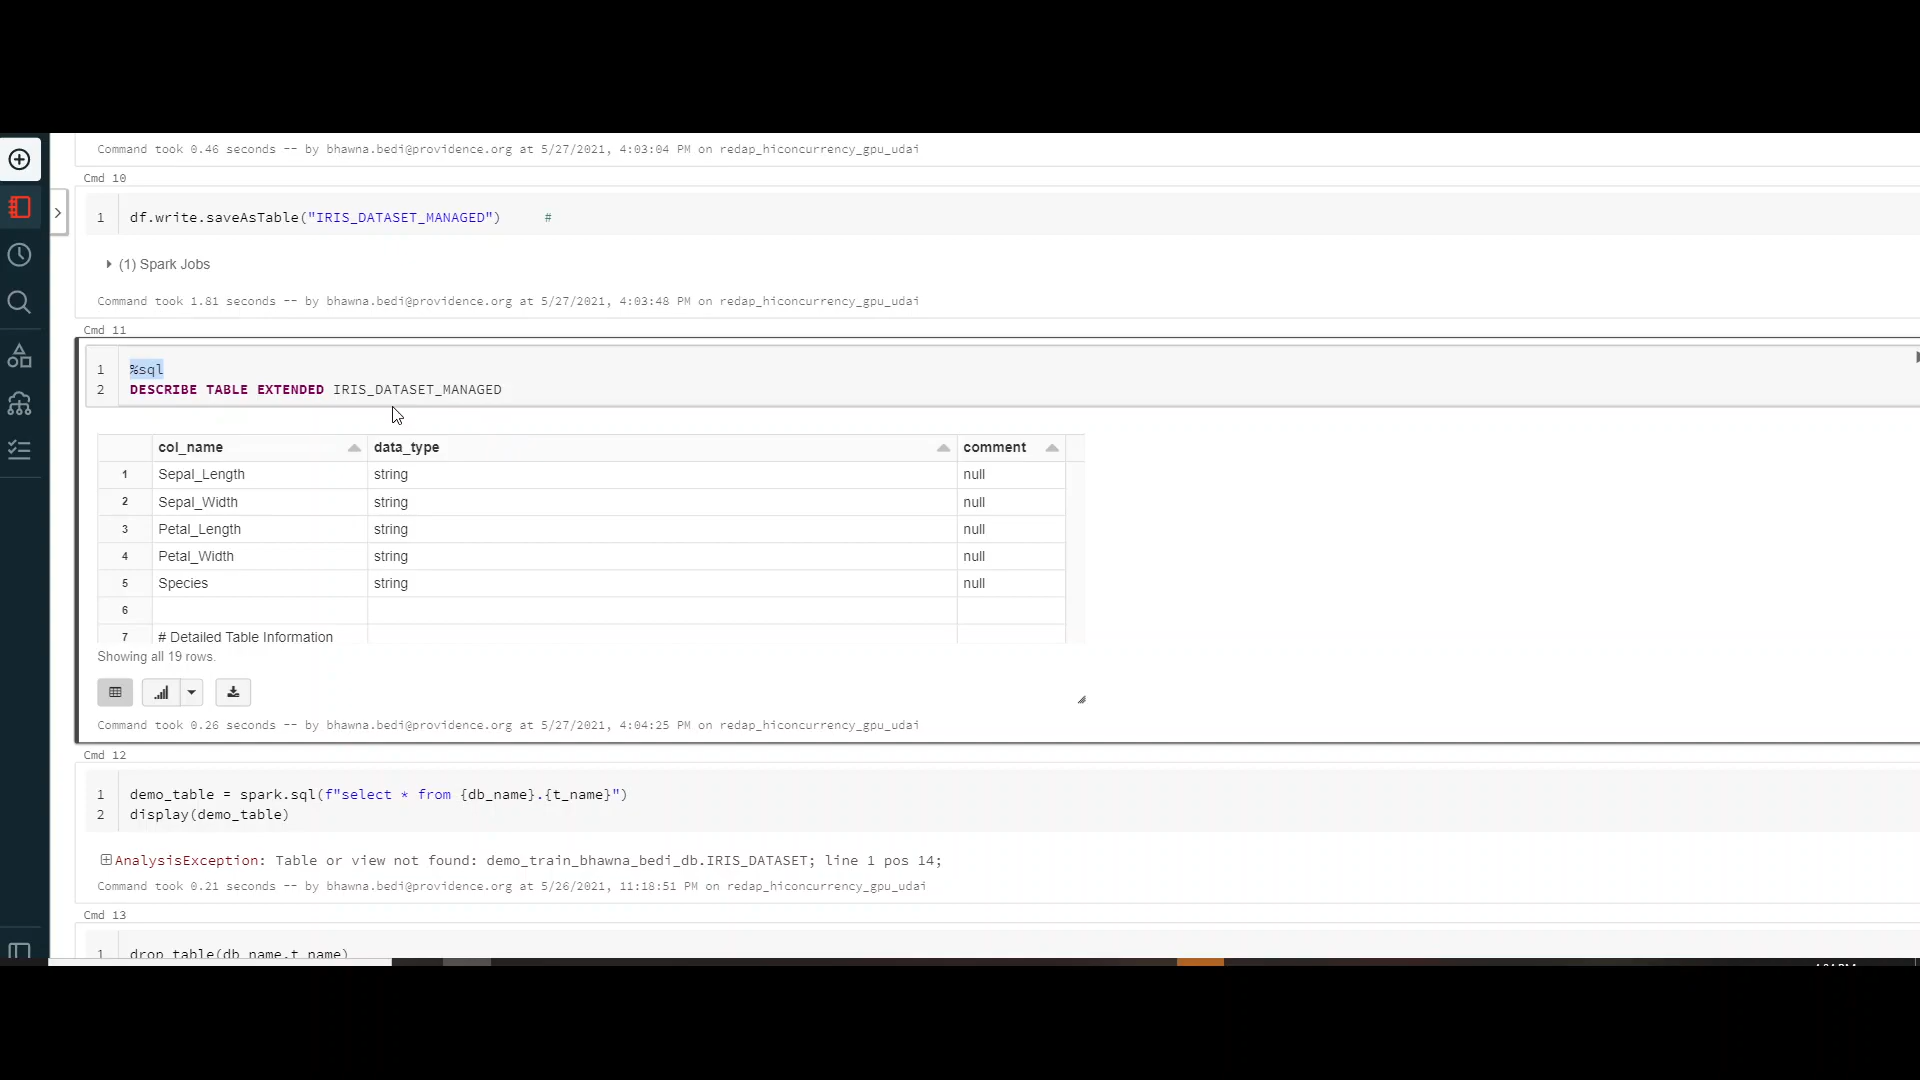 Command took 0.46 seconds -- by bhawna.bedi@providence.org at 5/27/2021, 4:03:04 PM on redap_hiconcurrency_gpu_udai
Cmd 10
1 df.write.saveAsTable("IRIS_DATASET_MANAGED") #
(1) Spark Jobs
Command took 1.81 seconds -- by bhawna.bedi@providence.org at 5/27/2021, 4:03:48 PM on redap_hiconcurrency_gpu_udai
Cmd 11
1 %sql
2 DESCRIBE TABLE EXTENDED IRIS_DATASET_MANAGED
col_name data_type comment
1 Sepal_Length string null
2 Sepal_Width string null
3 Petal_Length string null
4 Petal_Width string null
5 Species string null
6
7 # Detailed Table Information
Showing all 19 rows.
Command took 0.26 seconds -- by bhawna.bedi@providence.org at 5/27/2021, 4:04:25 PM on redap_hiconcurrency_gpu_udai
Cmd 12
1 demo_table = spark.sql(f"select * from {db_name}.{t_name}")
2 display(demo_table)
AnalysisException: Table or view not found: demo_train_bhawna_bedi_db.IRIS_DATASET; line 1 pos 14;
Command took 0.21 seconds -- by bhawna.bedi@providence.org at 5/26/2021, 11:18:51 PM on redap_hiconcurrency_gpu_udai
Cmd 13
1 drop_table(db_name,t_name)